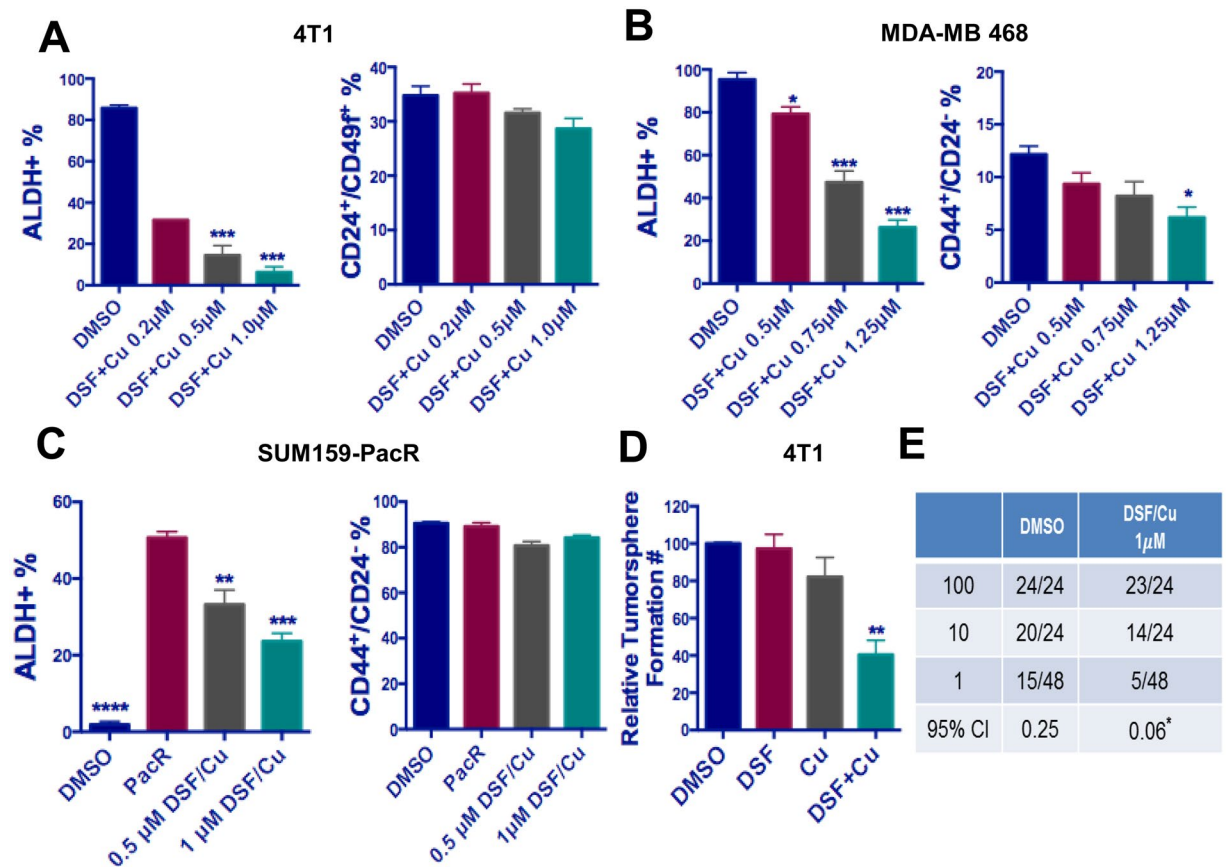 A
4T1
ALDH+ %
100
80
60
40
20
0
***
***
DMSO
DSF+Cu 0.2µM
DSF+Cu 0.5µM
DSF+Cu 1.0µM
CD24⁺/CD49f⁺ %
40
30
20
10
0
DMSO
DSF+Cu 0.2µM
DSF+Cu 0.5µM
DSF+Cu 1.0µM
B
MDA-MB 468
ALDH+ %
100
80
60
40
20
0
*
***
***
DMSO
DSF+Cu 0.5µM
DSF+Cu 0.75µM
DSF+Cu 1.25µM
CD44⁺/CD24⁻ %
20
15
10
5
0
*
DMSO
DSF+Cu 0.5µM
DSF+Cu 0.75µM
DSF+Cu 1.25µM
C
SUM159-PacR
ALDH+ %
60
40
20
0
****
**
***
DMSO
PacR
0.5 µM DSF/Cu
1 µM DSF/Cu
CD44⁺/CD24⁻ %
100
80
60
40
20
0
DMSO
PacR
0.5 µM DSF/Cu
1µM DSF/Cu
D
4T1
Relative Tumorsphere
Formation #
120
100
80
60
40
20
0
**
DMSO
DSF
Cu
DSF+Cu
E
DMSO DSF/Cu
1µM
100 24/24 23/24
10 20/24 14/24
1 15/48 5/48
95% CI 0.25 0.06*